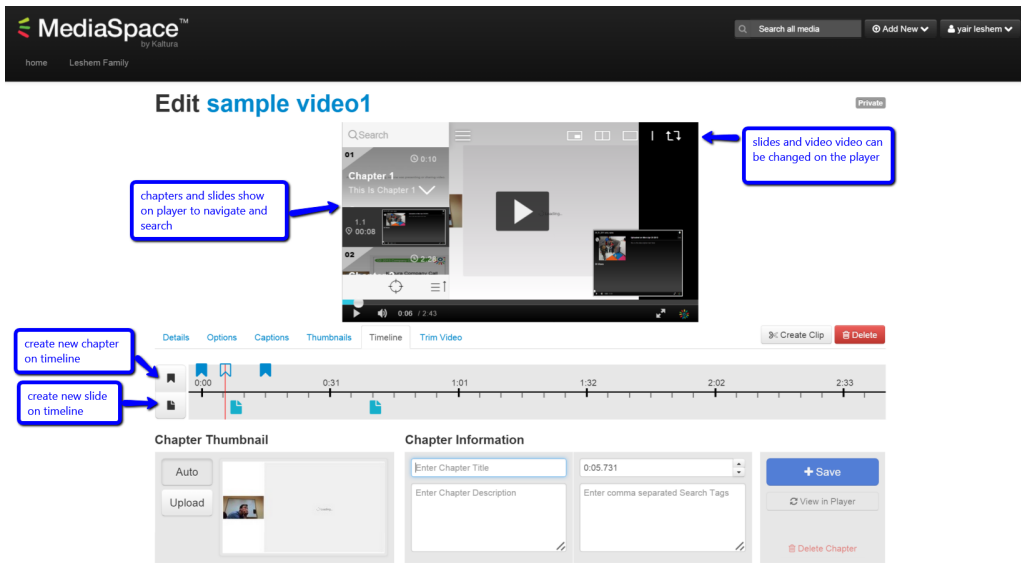 MediaSpace™
by Kaltura
Search all media
Add New
yair leshem
home Leshem Family
Edit sample video1
Private
Search
01
0:10
Chapter 1
This Is Chapter 1
1.1
00:08
02
slides and video video can
be changed on the player
chapters and slides show
on player to navigate and
search
0:06 / 2:43
create new chapter
on timeline
create new slide
on timeline
Details Options Captions Thumbnails Timeline Trim Video
Create Clip
Delete
0:00 0:31 1:01 1:32 2:02 2:33
Chapter Thumbnail
Chapter Information
Auto
Upload
Enter Chapter Title
0:05.731
Enter Chapter Description
Enter comma separated Search Tags
Save
View in Player
Delete Chapter